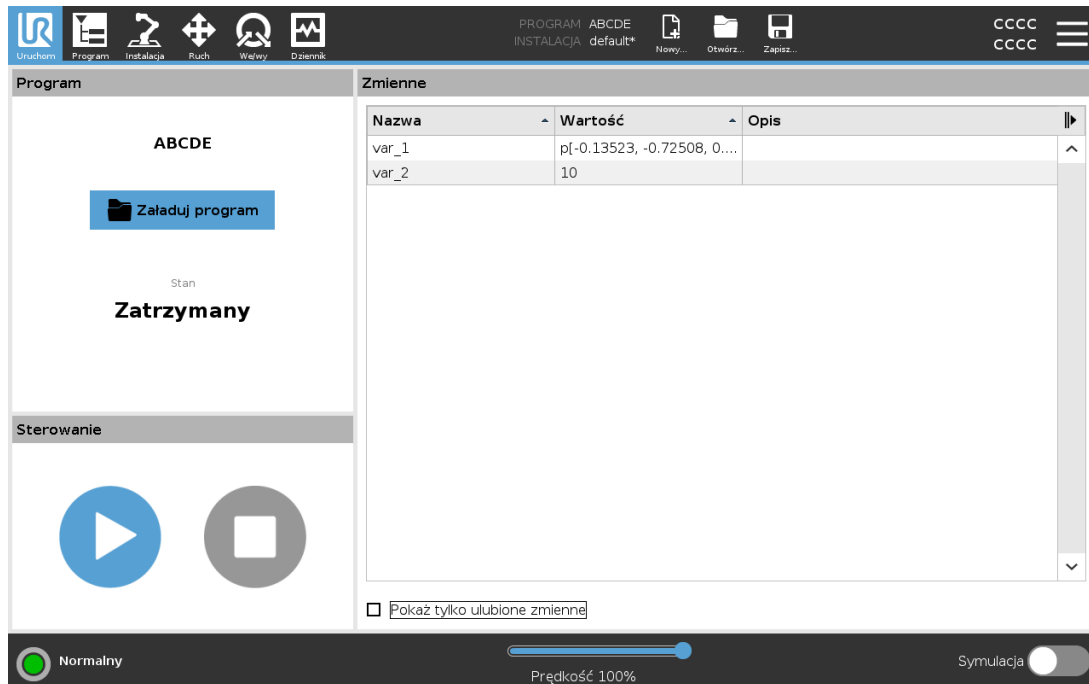 UR
Uruchom
Program
Instalacja
Ruch
We/wy
Dziennik
PROGRAM ABCDE
INSTALACJA default*
Nowy...
Otwórz...
Zapisz...
CCCC
CCCC
Program
ABCDE
Załaduj program
Stan
Zatrzymany
Sterowanie
Zmienne
Nazwa Wartość Opis
var_1 p[-0.13523, -0.72508, 0....
var_2 10
Pokaż tylko ulubione zmienne
Normalny
Prędkość 100%
Symulacja